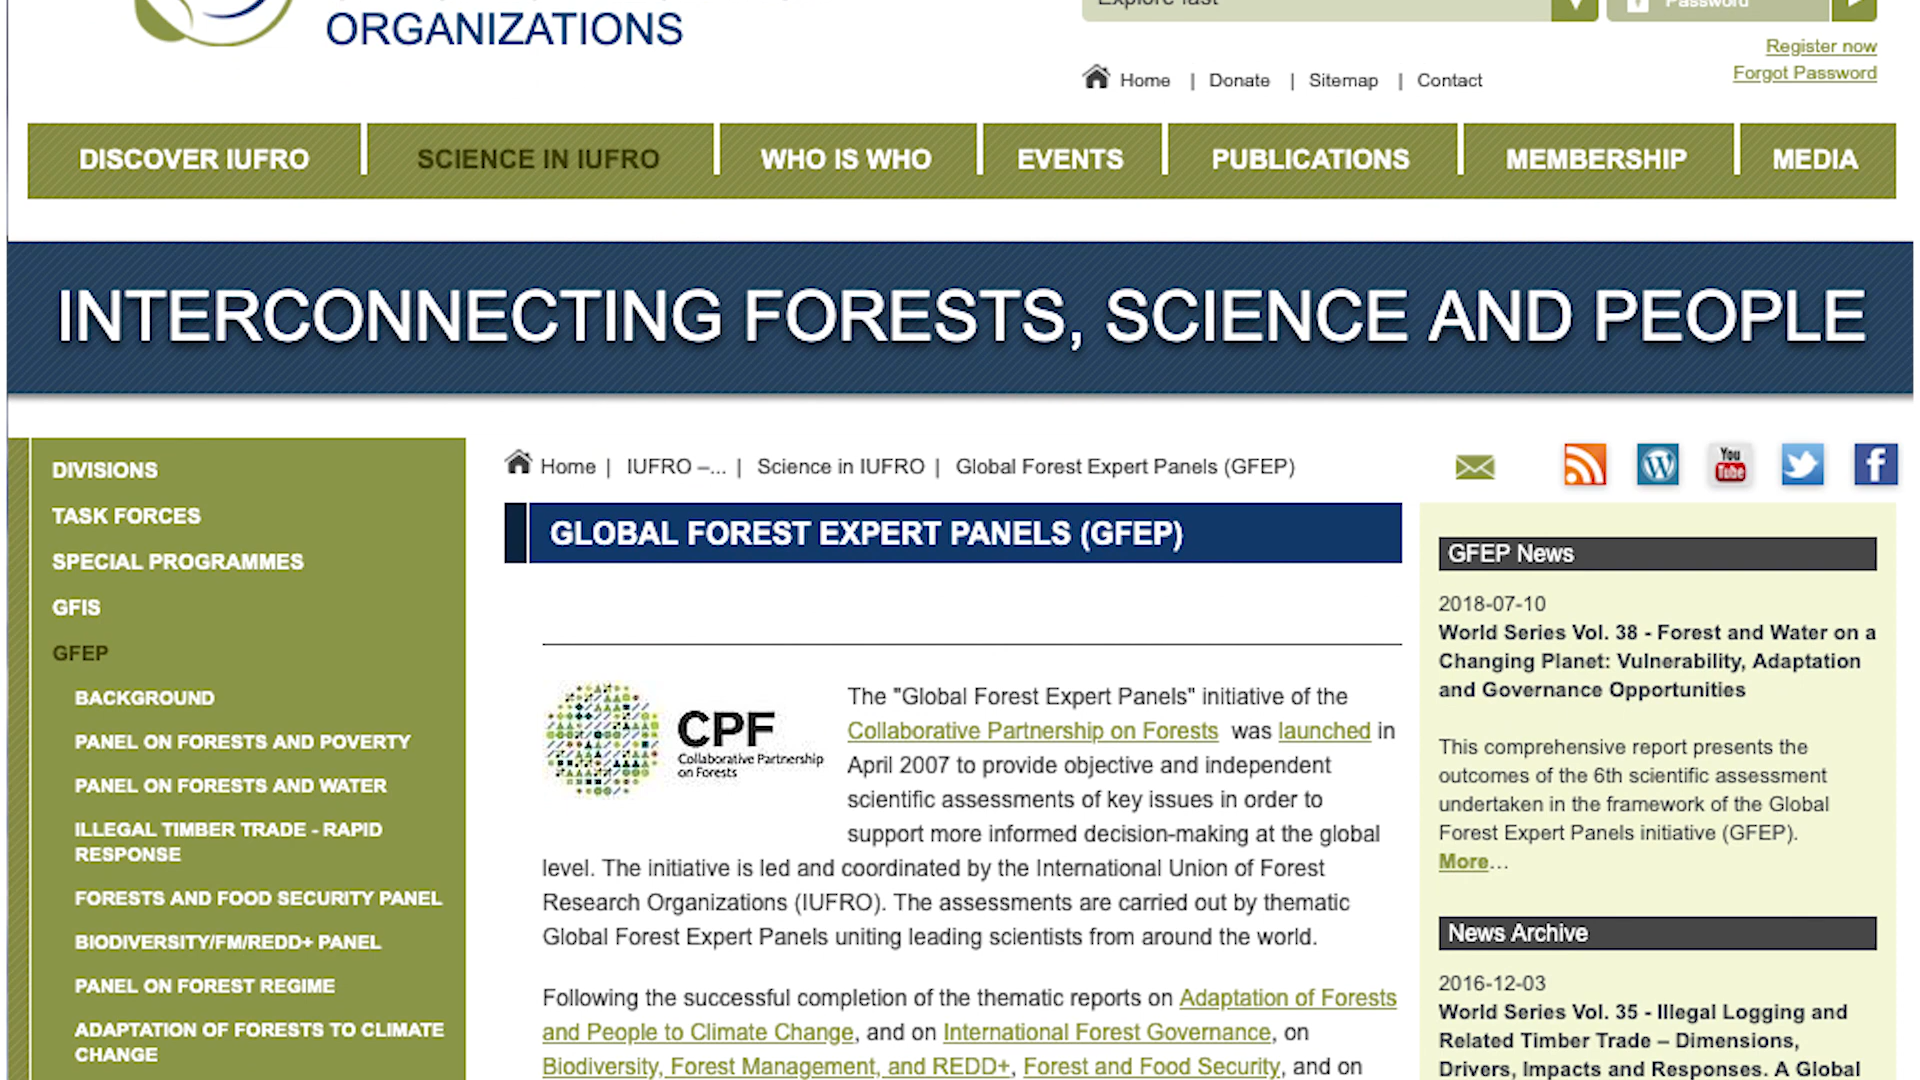 ORGANIZATIONS
Explore fast
Password
Register now
Forgot Password
Home | Donate | Sitemap | Contact
DISCOVER IUFRO
SCIENCE IN IUFRO
WHO IS WHO
EVENTS
PUBLICATIONS
MEMBERSHIP
MEDIA
INTERCONNECTING FORESTS, SCIENCE AND PEOPLE
DIVISIONS
TASK FORCES
SPECIAL PROGRAMMES
GFIS
GFEP
BACKGROUND
PANEL ON FORESTS AND POVERTY
PANEL ON FORESTS AND WATER
ILLEGAL TIMBER TRADE - RAPID
RESPONSE
FORESTS AND FOOD SECURITY PANEL
BIODIVERSITY/FM/REDD+ PANEL
PANEL ON FOREST REGIME
ADAPTATION OF FORESTS TO CLIMATE
CHANGE
Home | IUFRO –... | Science in IUFRO | Global Forest Expert Panels (GFEP)
You
Tube
GLOBAL FOREST EXPERT PANELS (GFEP)
CPF
Collaborative Partnership
on Forests
The "Global Forest Expert Panels" initiative of the
Collaborative Partnership on Forests was launched in
April 2007 to provide objective and independent
scientific assessments of key issues in order to
support more informed decision-making at the global
level. The initiative is led and coordinated by the International Union of Forest
Research Organizations (IUFRO). The assessments are carried out by thematic
Global Forest Expert Panels uniting leading scientists from around the world.
Following the successful completion of the thematic reports on Adaptation of Forests
and People to Climate Change, and on International Forest Governance, on
Biodiversity, Forest Management, and REDD+, Forest and Food Security, and on
GFEP News
2018-07-10
World Series Vol. 38 - Forest and Water on a
Changing Planet: Vulnerability, Adaptation
and Governance Opportunities
This comprehensive report presents the
outcomes of the 6th scientific assessment
undertaken in the framework of the Global
Forest Expert Panels initiative (GFEP).
More...
News Archive
2016-12-03
World Series Vol. 35 - Illegal Logging and
Related Timber Trade – Dimensions,
Drivers, Impacts and Responses. A Global